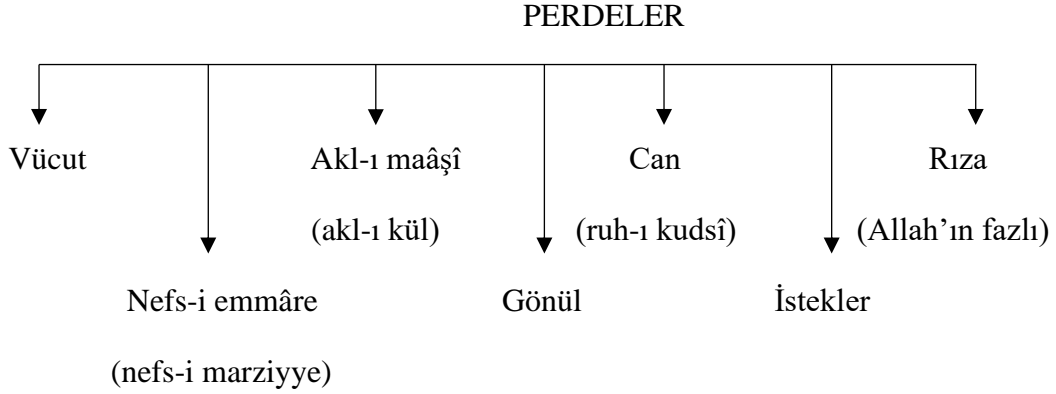 PERDELER
Vücut Akl-ı maâşî Can Rıza
(akl-ı kül) (ruh-ı kudsî) (Allah’ın fazlı)
Nefs-i emmâre Gönül İstekler
(nefs-i marziyye)